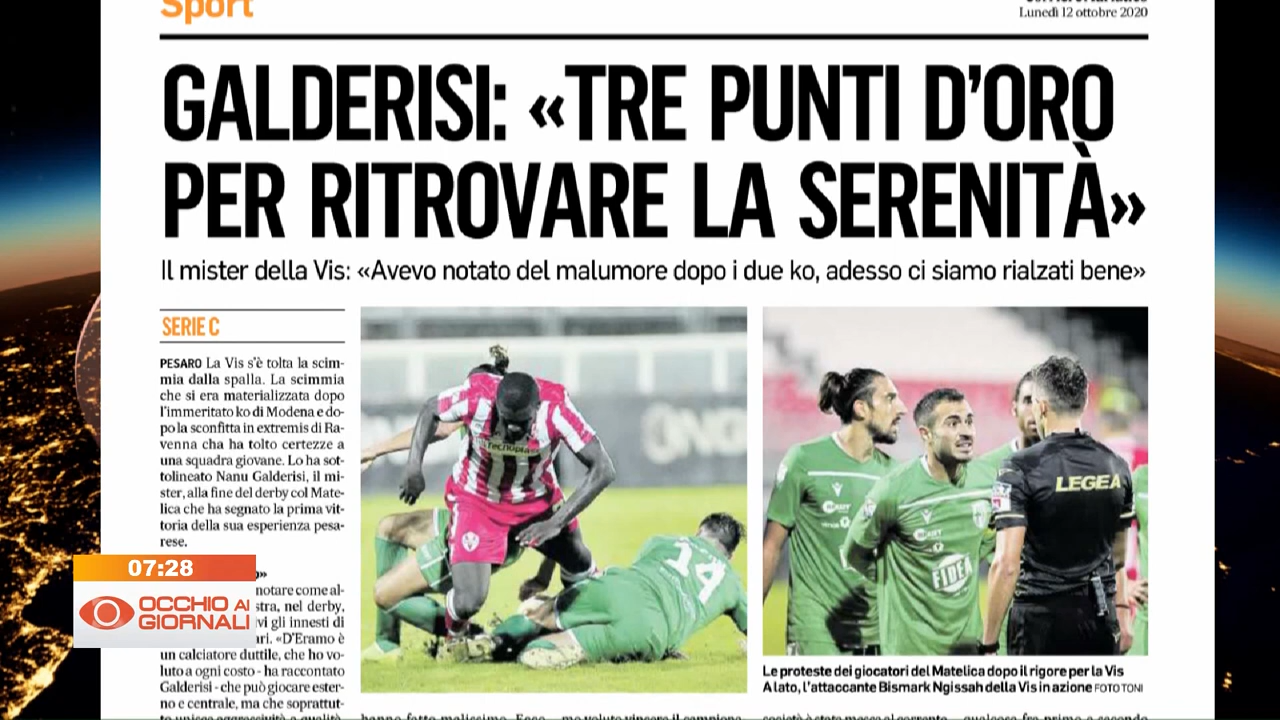 Sport
Lunedì 12 ottobre 2020
GALDERISI: «TRE PUNTI D'ORO
PER RITROVARE LA SERENITÀ»
Il mister della Vis: «Avevo notato del malumore dopo i due ko, adesso ci siamo rialzati bene»
SERIE C
PESARO La Vis s'è tolta la scim-
mia dalla spalla. La scimmia
che si era materializzata dopo
l'immeritato ko di Modena e do-
po la sconfitta in extremis di Ra-
venna cha ha tolto certezze a
una squadra giovane. Lo ha sot-
tolineato Nanu Galderisi, il mi-
ster, alla fine del derby col Mate-
lica che ha segnato la prima vit-
toria della sua esperienza pesa-
rese.
notare come al-
stra, nel derby,
ivi gli innesti di
ari. «D'Eramo è
un calciatore duttile, che ho vo-
luto a ogni costo - ha raccontato
Galderisi - che può giocare ester-
no e centrale, ma che soprattut-
07:28
OCCHIO AI
GIORNALI
14
LEGEA
FIDEA
Le proteste dei giocatori del Matelica dopo il rigore per la Vis
A lato, l'attaccante Bismark Ngissah della Vis in azione FOTO TONI